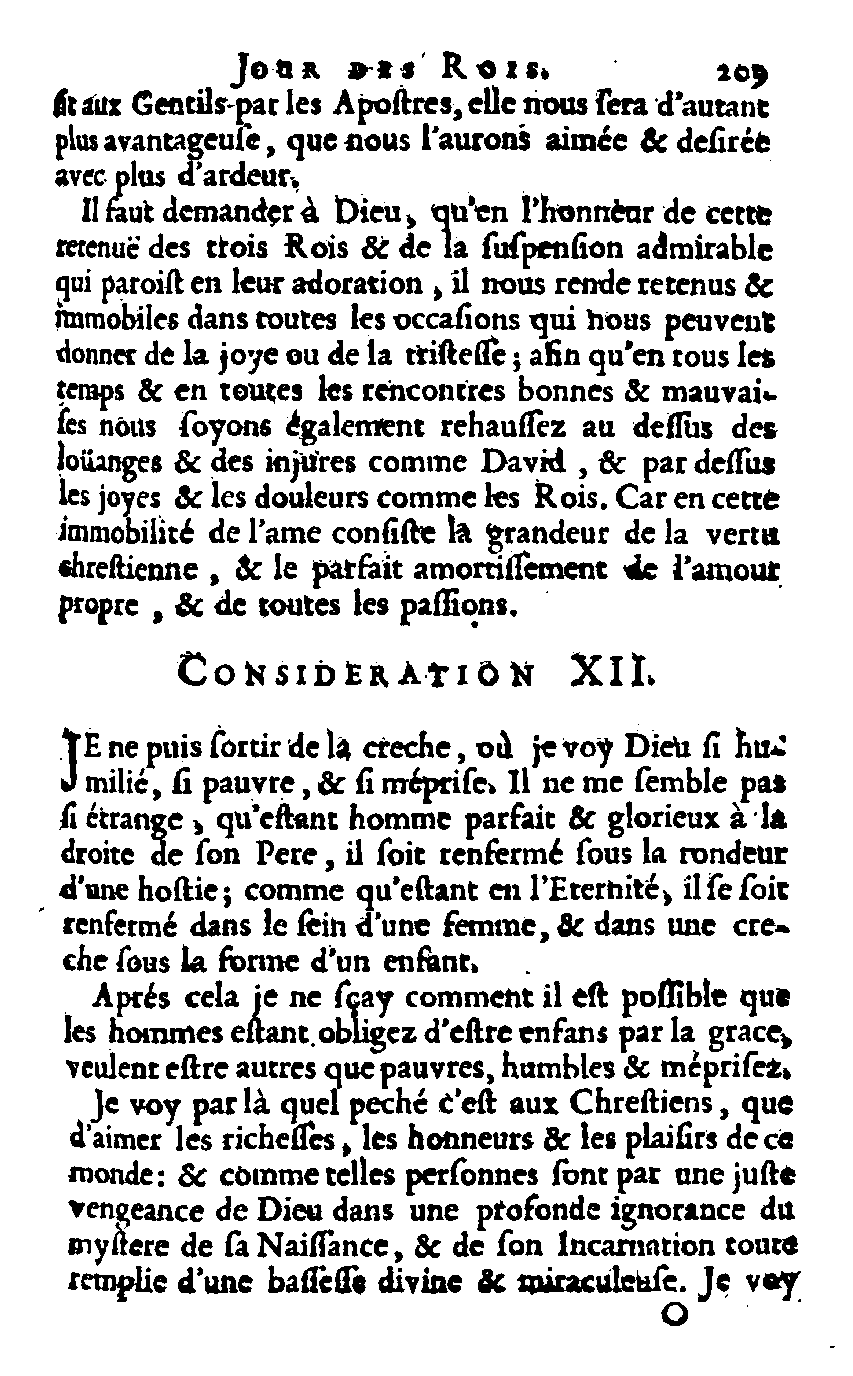 JOUR DES ROIS. 209
fit aux Gentils par les Apoſtres, elle nous ſera d'autant
plus avantageuſe, que nous l'aurons aimée & deſirée
avec plus d'ardeur.
Il faut demander à Dieu, qu'en l'honneur de cette
retenuë des trois Rois & de la ſuſpenſion admirable
qui paroiſt en leur adoration, il nous rende retenus &
immobiles dans toutes les occaſions qui nous peuvent
donner de la joye ou de la triſteſſe; afin qu'en tous les
temps & en toutes les rencontres bonnes & mauvai-
ſes nous ſoyons également rehauſſez au deſſus des
loüanges & des injures comme David, & par deſſus
les joyes & les douleurs comme les Rois. Car en cette
immobilité de l'ame conſiſte la grandeur de la vertu
chreſtienne, & le parfait amortiſſement de l'amour
propre, & de toutes les paſſions.
CONSIDERATION XII.
JE ne puis ſortir de la creche, où je voy Dieu ſi hu-
milié, ſi pauvre, & ſi mépriſe. Il ne me ſemble pas
ſi étrange, qu'eſtant homme parfait & glorieux à la
droite de ſon Pere, il ſoit renfermé ſous la rondeur
d'une hoſtie; comme qu'eſtant en l'Eternité, il ſe ſoit
renfermé dans le ſein d'une femme, & dans une cre-
che ſous la forme d'un enfant.
Aprés cela je ne ſçay comment il eſt poſſible que
les hommes eſtant obligez d'eſtre enfans par la grace,
veulent eſtre autres que pauvres, humbles & mépriſez.
Je voy par là quel peché c'eſt aux Chreſtiens, que
d'aimer les richeſſes, les honneurs & les plaiſirs de ce
monde: & comme telles perſonnes ſont par une juſte
vengeance de Dieu dans une profonde ignorance du
myſtere de ſa Naiſſance, & de ſon Incarnation toute
remplie d'une baſſeſſe divine & miraculeuſe. Je voy
O